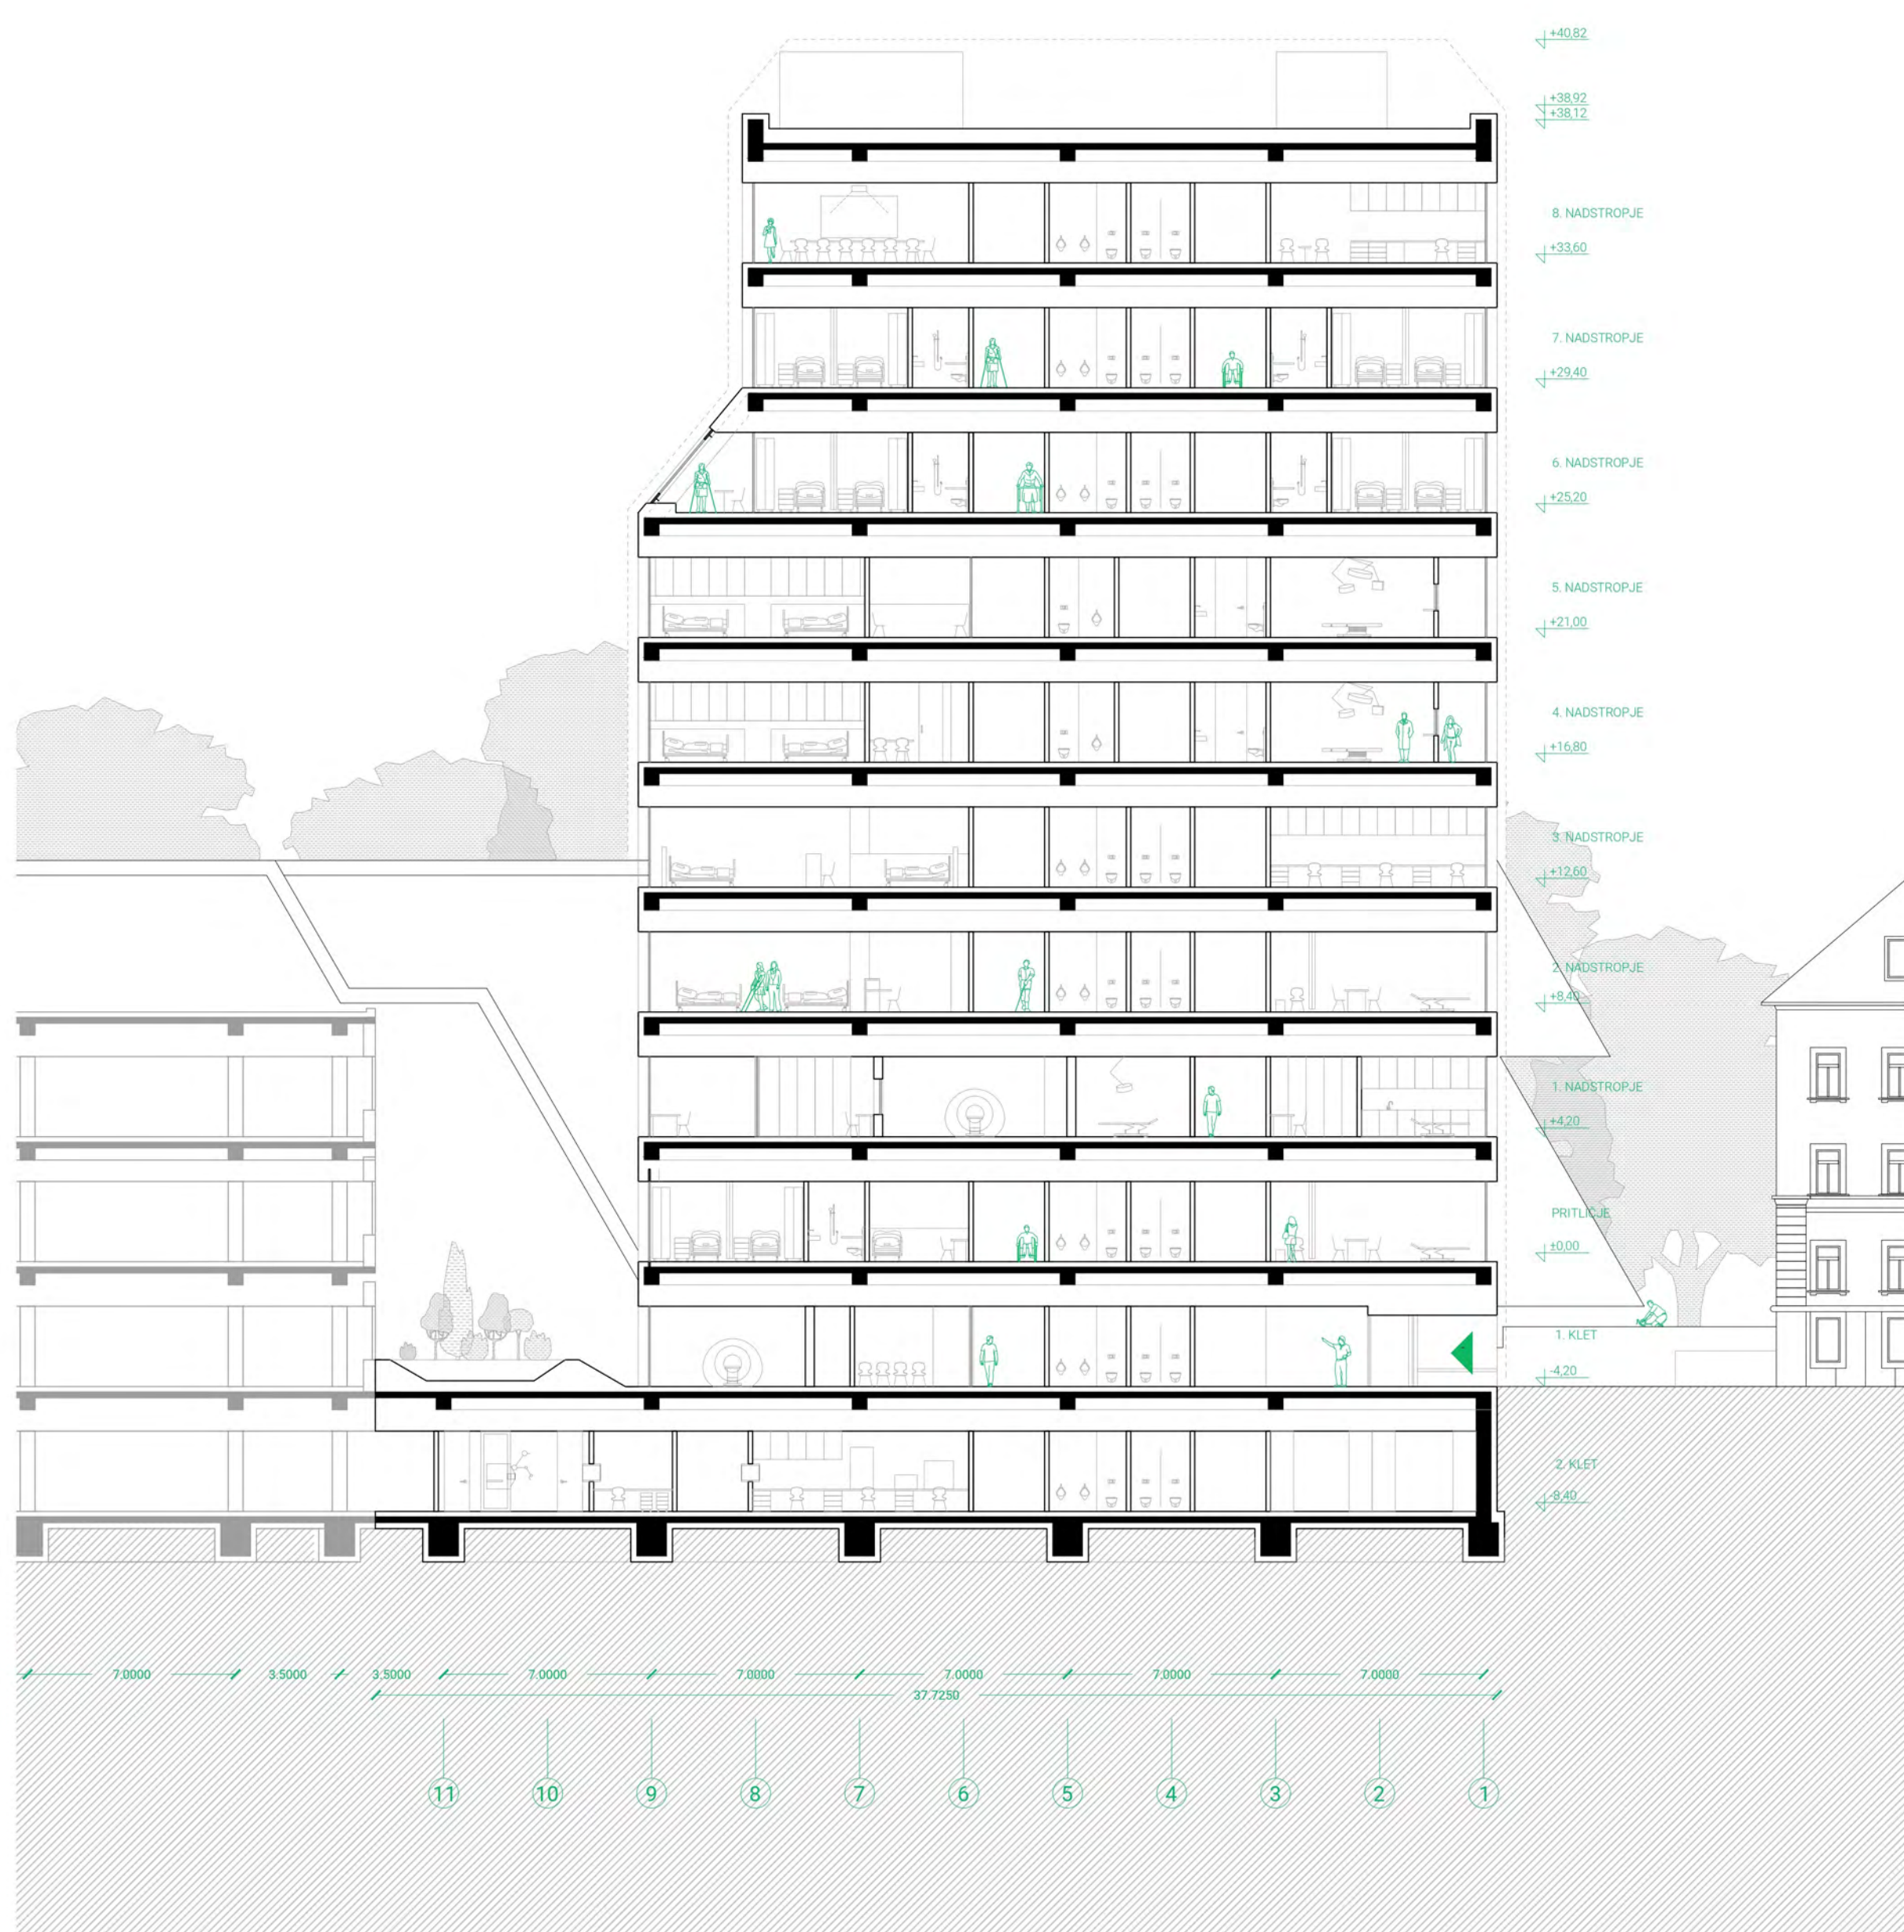 +40,82
+38,92
+38,12
8. NADSTROPJE
+33,60
7. NADSTROPJE
+29,40
6. NADSTROPJE
+25,20
5. NADSTROPJE
+21,00
4. NADSTROPJE
+16,80
3. NADSTROPJE
+12,60
2. NADSTROPJE
+8,40
1. NADSTROPJE
+4,20
PRITLIČJE
±0,00
1. KLET
-4,20
2. KLET
-8,40
7.0000 3.5000 3.5000 7.0000 7.0000 7.0000 7.0000 7.0000
37.7250
11 10 9 8 7 6 5 4 3 2 1